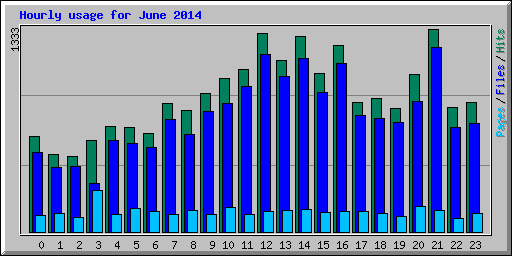 Hourly usage for June 2014
1333
Pages / Files / Hits
0 1 2 3 4 5 6 7 8 9 10 11 12 13 14 15 16 17 18 19 20 21 22 23